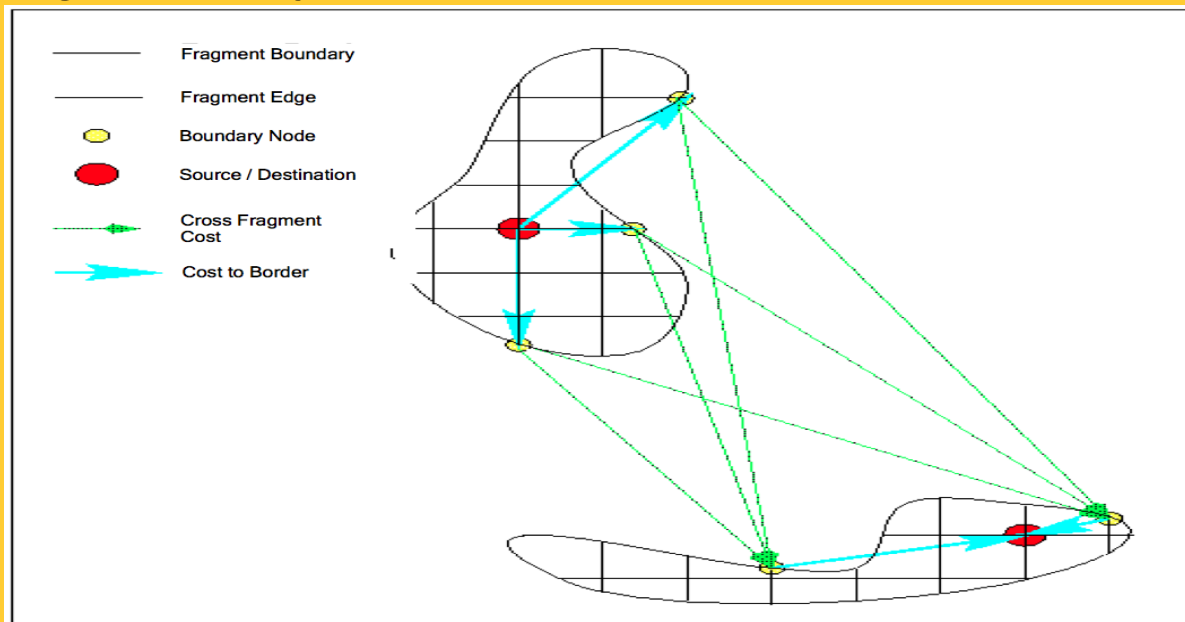 Fragment Boundary
Fragment Edge
Boundary Node
Source / Destination
Cross Fragment
Cost
Cost to Border